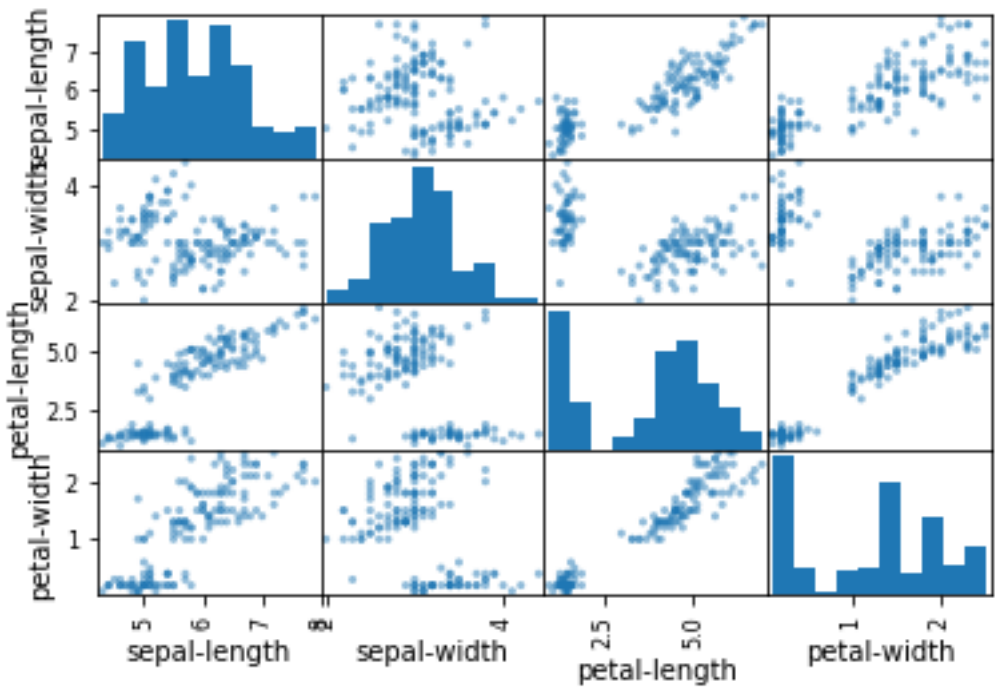 sepal-length
7
6
5
sepal-width
4
2
petal-length
5.0
2.5
petal-width
2
1
5 6 7 8 2 4 2.5 5.0 1 2
sepal-length sepal-width petal-length petal-width